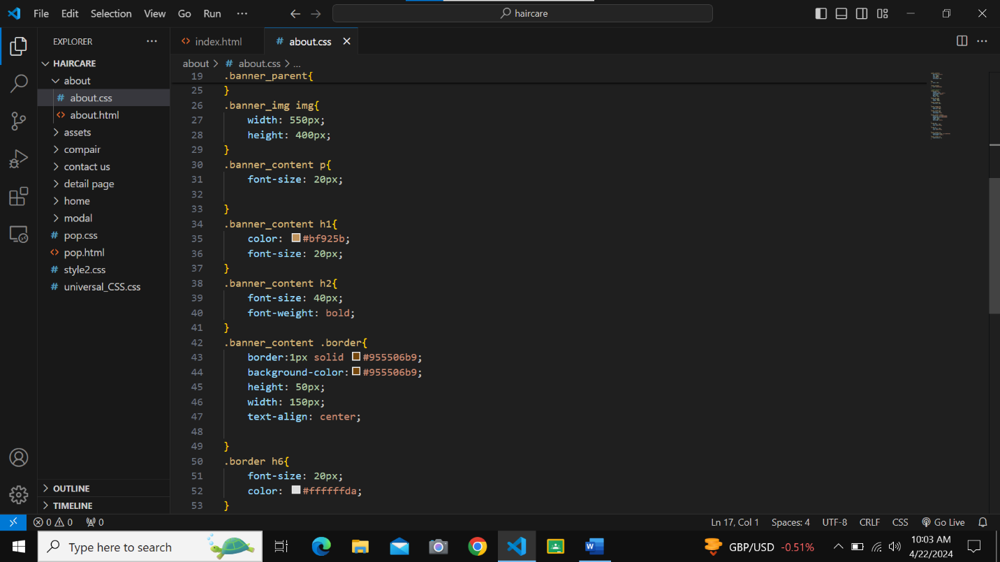 File Edit Selection View Go Run ··· haircare
EXPLORER ···
index.html
# about.css
HAIRCARE
about
# about.css
about.html
assets
compair
contact us
detail page
home
modal
# pop.css
pop.html
# style2.css
# universal_CSS.css
OUTLINE
TIMELINE
about > # about.css > ...
19 .banner_parent{
25 }
26 .banner_img img{
27 width: 550px;
28 height: 400px;
29 }
30 .banner_content p{
31 font-size: 20px;
32
33 }
34 .banner_content h1{
35 color: #bf925b;
36 font-size: 20px;
37 }
38 .banner_content h2{
39 font-size: 40px;
40 font-weight: bold;
41 }
42 .banner_content .border{
43 border:1px solid #955506b9;
44 background-color: #955506b9;
45 height: 50px;
46 width: 150px;
47 text-align: center;
48
49 }
50 .border h6{
51 font-size: 20px;
52 color: #ffffffda;
53 }
0 0 0 Ln 17, Col 1 Spaces: 4 UTF-8 CRLF CSS Go Live
Type here to search GBP/USD -0.51% 10:03 AM
4/22/2024